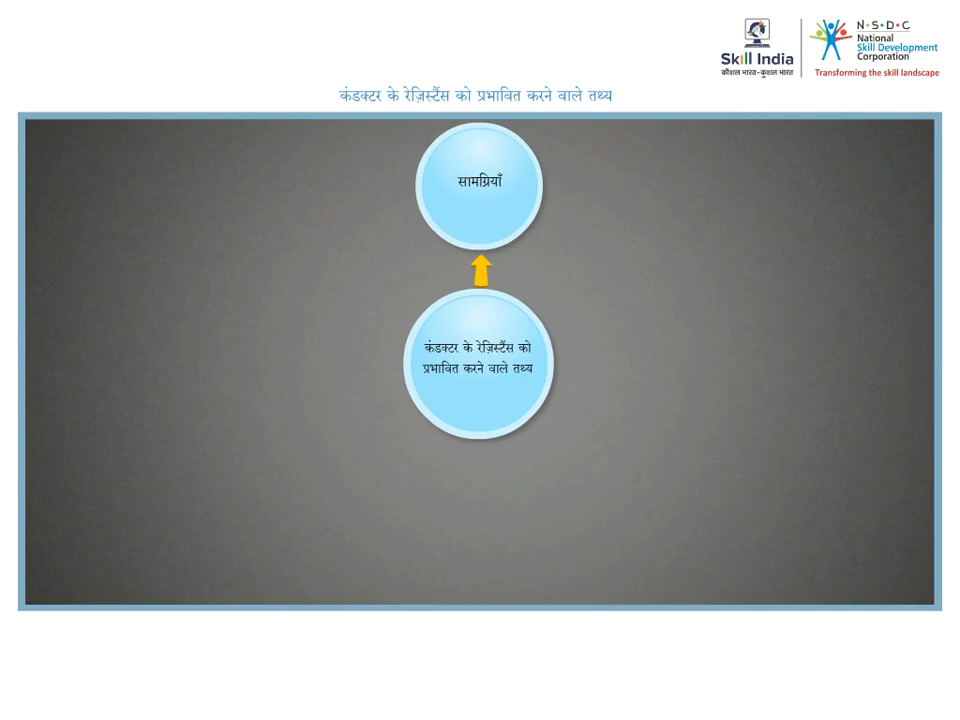 Skill India
कौशल भारत - कुशल भारत
N·S·D·C
National
Skill Development
Corporation
Transforming the skill landscape
कंडक्टर के रेज़िस्टैंस को प्रभावित करने वाले तथ्य
सामग्रियाँ
कंडक्टर के रेज़िस्टैंस को
प्रभावित करने वाले तथ्य